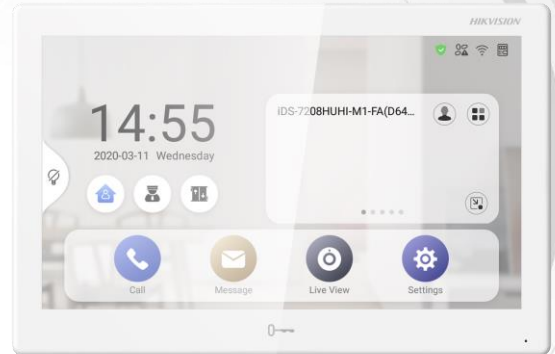 HIKVISION
14:55
2020-03-11 Wednesday
iDS-7208HUHI-M1-FA(D64...
Call
Message
Live View
Settings